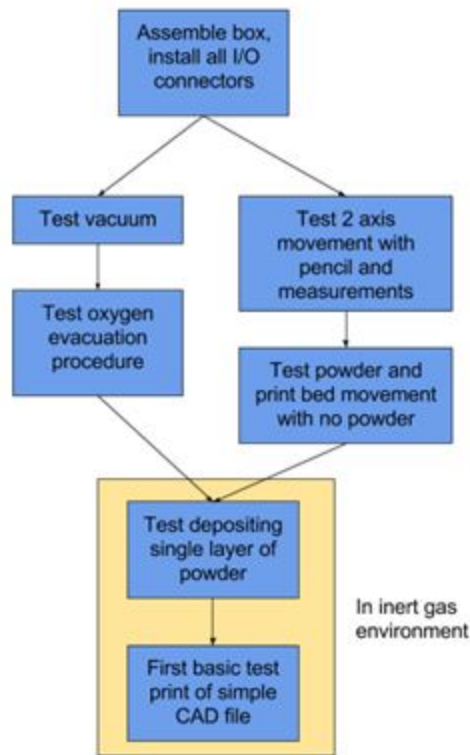 Assemble box,
install all I/O
connectors
Test vacuum
Test 2 axis
movement with
pencil and
measurements
Test oxygen
evacuation
procedure
Test powder and
print bed movement
with no powder
Test depositing
single layer of
powder
In inert gas
environment
First basic test
print of simple
CAD file